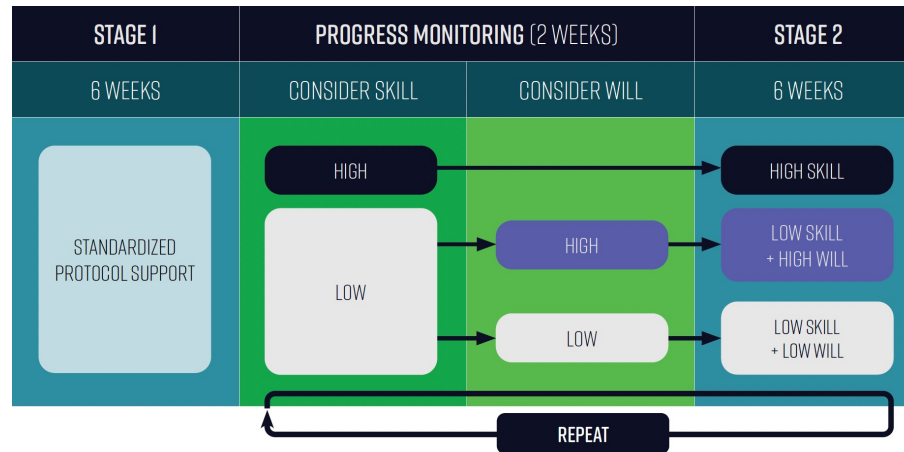 STAGE 1
PROGRESS MONITORING (2 WEEKS)
STAGE 2
6 WEEKS
CONSIDER SKILL
CONSIDER WILL
6 WEEKS
STANDARDIZED
PROTOCOL SUPPORT
HIGH
HIGH SKILL
LOW
HIGH
LOW SKILL
+ HIGH WILL
LOW
LOW SKILL
+ LOW WILL
REPEAT